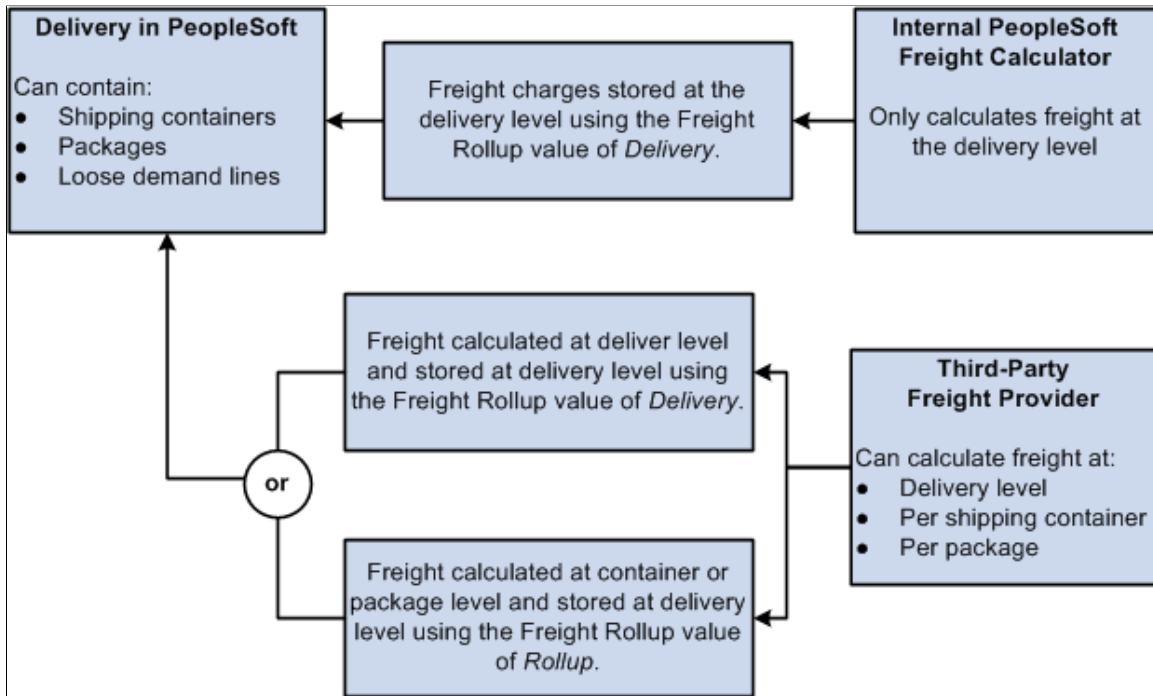 Delivery in PeopleSoft
Can contain:
● Shipping containers
● Packages
● Loose demand lines
Freight charges stored at the
delivery level using the Freight
Rollup value of Delivery.
Internal PeopleSoft
Freight Calculator
Only calculates freight at
the delivery level
Freight calculated at deliver level
and stored at delivery level using
the Freight Rollup value of Delivery.
or
Freight calculated at container or
package level and stored at delivery
level using the Freight Rollup value
of Rollup.
Third-Party
Freight Provider
Can calculate freight at:
● Delivery level
● Per shipping container
● Per package